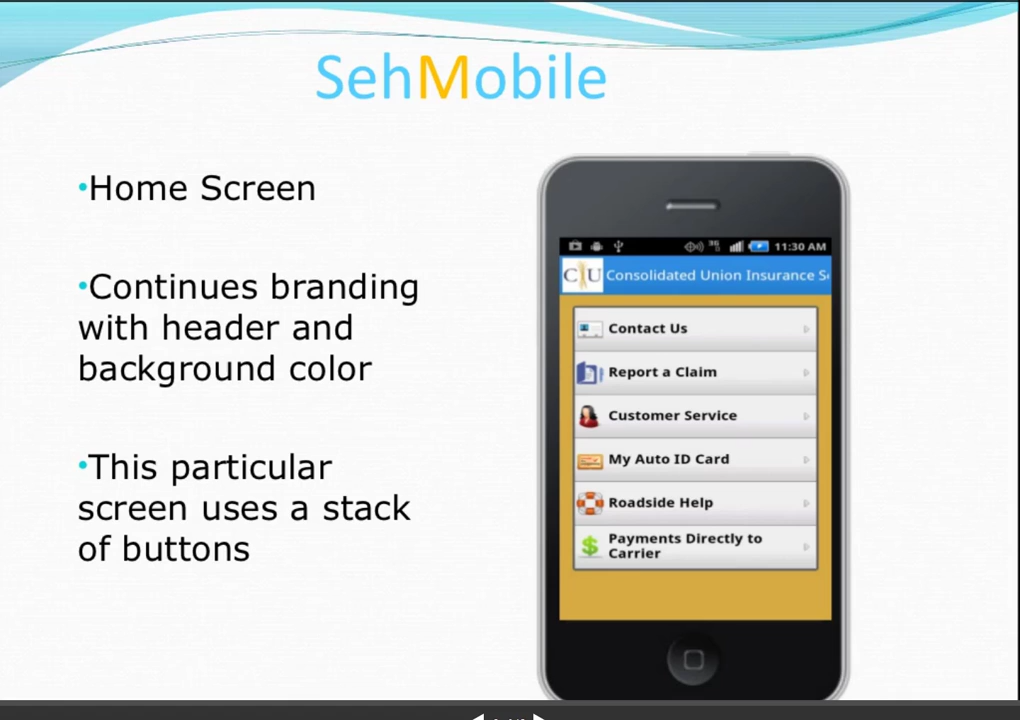 SehMobile
•Home Screen
•Continues branding
with header and
background color
•This particular
screen uses a stack
of buttons
3G
11:30 AM
CU
Consolidated Union Insurance S
Contact Us
Report a Claim
Customer Service
My Auto ID Card
Roadside Help
Payments Directly to
Carrier